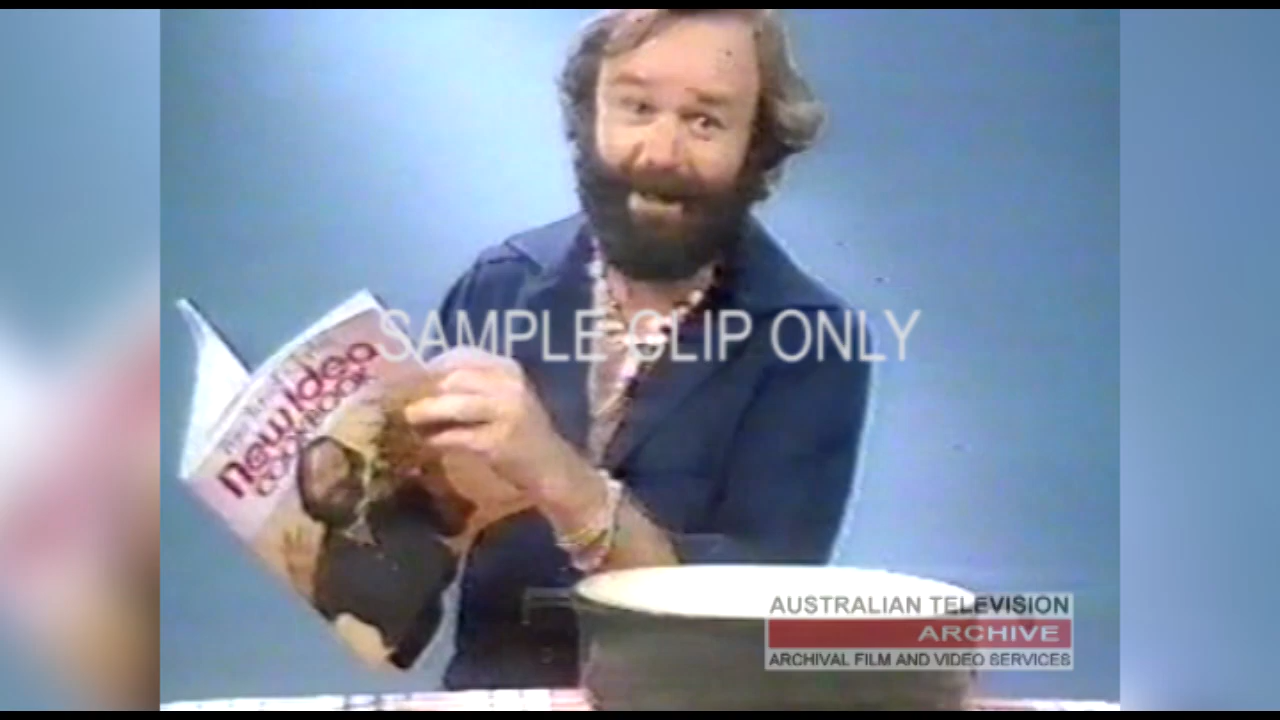 New Idea
COOKBOOK
SAMPLE CLIP ONLY
AUSTRALIAN TELEVISION
ARCHIVE
ARCHIVAL FILM AND VIDEO SERVICES